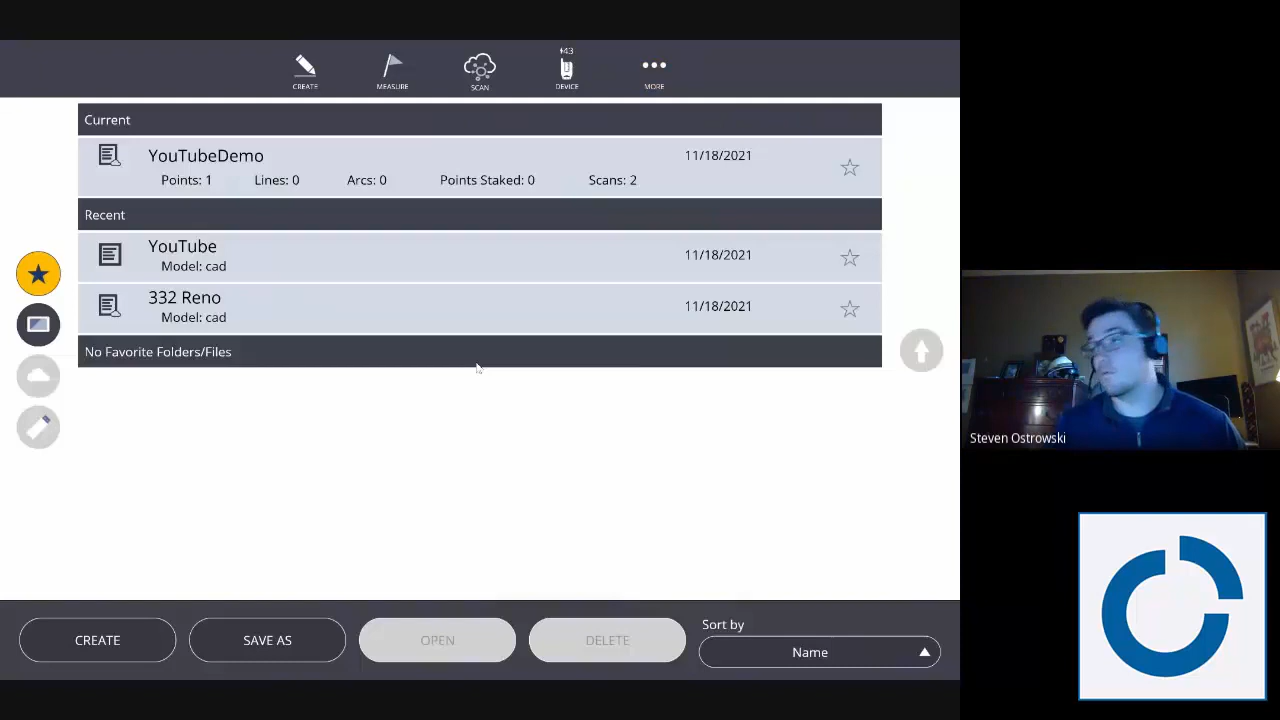 ⚡43
CREATE
MEASURE
SCAN
DEVICE
MORE
Current
YouTubeDemo
11/18/2021
Points: 1 Lines: 0 Arcs: 0 Points Staked: 0 Scans: 2
Recent
YouTube
11/18/2021
Model: cad
332 Reno
11/18/2021
Model: cad
No Favorite Folders/Files
Steven Ostrowski
CREATE
SAVE AS
OPEN
DELETE
Sort by
Name